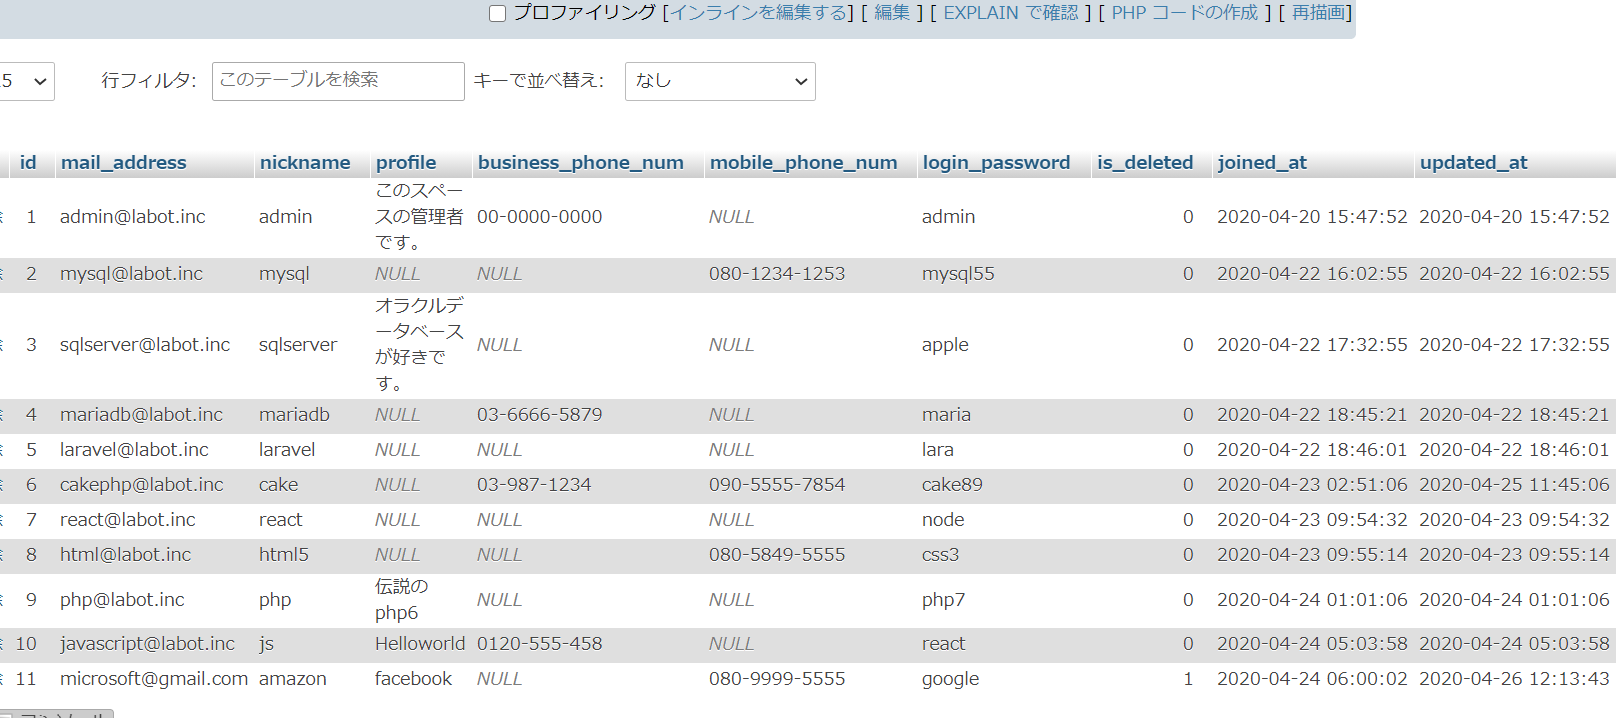 プロファイリング [インラインを編集する] [ 編集 ] [ EXPLAIN で確認 ] [ PHP コードの作成 ] [ 再描画]
5 行フィルタ: このテーブルを検索 キーで並べ替え: なし
id mail_address nickname profile business_phone_num mobile_phone_num login_password is_deleted joined_at updated_at
1 admin@labot.inc admin このスペースの管理者です。 00-0000-0000 NULL admin 0 2020-04-20 15:47:52 2020-04-20 15:47:52
2 mysql@labot.inc mysql NULL NULL 080-1234-1253 mysql55 0 2020-04-22 16:02:55 2020-04-22 16:02:55
3 sqlserver@labot.inc sqlserver オラクルデータベースが好きです。 NULL NULL apple 0 2020-04-22 17:32:55 2020-04-22 17:32:55
4 mariadb@labot.inc mariadb NULL 03-6666-5879 NULL maria 0 2020-04-22 18:45:21 2020-04-22 18:45:21
5 laravel@labot.inc laravel NULL NULL NULL lara 0 2020-04-22 18:46:01 2020-04-22 18:46:01
6 cakephp@labot.inc cake NULL 03-987-1234 090-5555-7854 cake89 0 2020-04-23 02:51:06 2020-04-25 11:45:06
7 react@labot.inc react NULL NULL NULL node 0 2020-04-23 09:54:32 2020-04-23 09:54:32
8 html@labot.inc html5 NULL NULL 080-5849-5555 css3 0 2020-04-23 09:55:14 2020-04-23 09:55:14
9 php@labot.inc php 伝説のphp6 NULL NULL php7 0 2020-04-24 01:01:06 2020-04-24 01:01:06
10 javascript@labot.inc js Helloworld 0120-555-458 NULL react 0 2020-04-24 05:03:58 2020-04-24 05:03:58
11 microsoft@gmail.com amazon facebook NULL 080-9999-5555 google 1 2020-04-24 06:00:02 2020-04-26 12:13:43